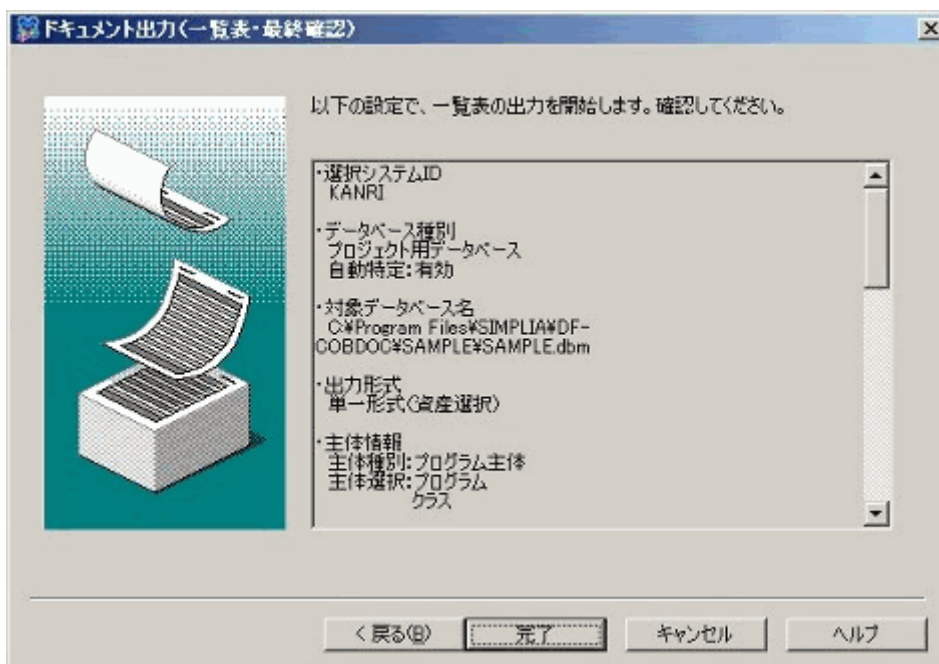 ドキュメント出力(一覧表・最終確認)
以下の設定で、一覧表の出力を開始します。確認してください。
・選択システムID
KANRI
・データベース種別
プロジェクト用データベース
自動特定:有効
・対象データベース名
C:¥Program Files¥SIMPLIA¥DF-
COBDOC¥SAMPLE¥SAMPLE.dbm
・出力形式
単一形式(資産選択)
・主体情報
主体種別:プログラム主体
主体選択:プログラム
クラス
< 戻る(B)
完了
キャンセル
ヘルプ